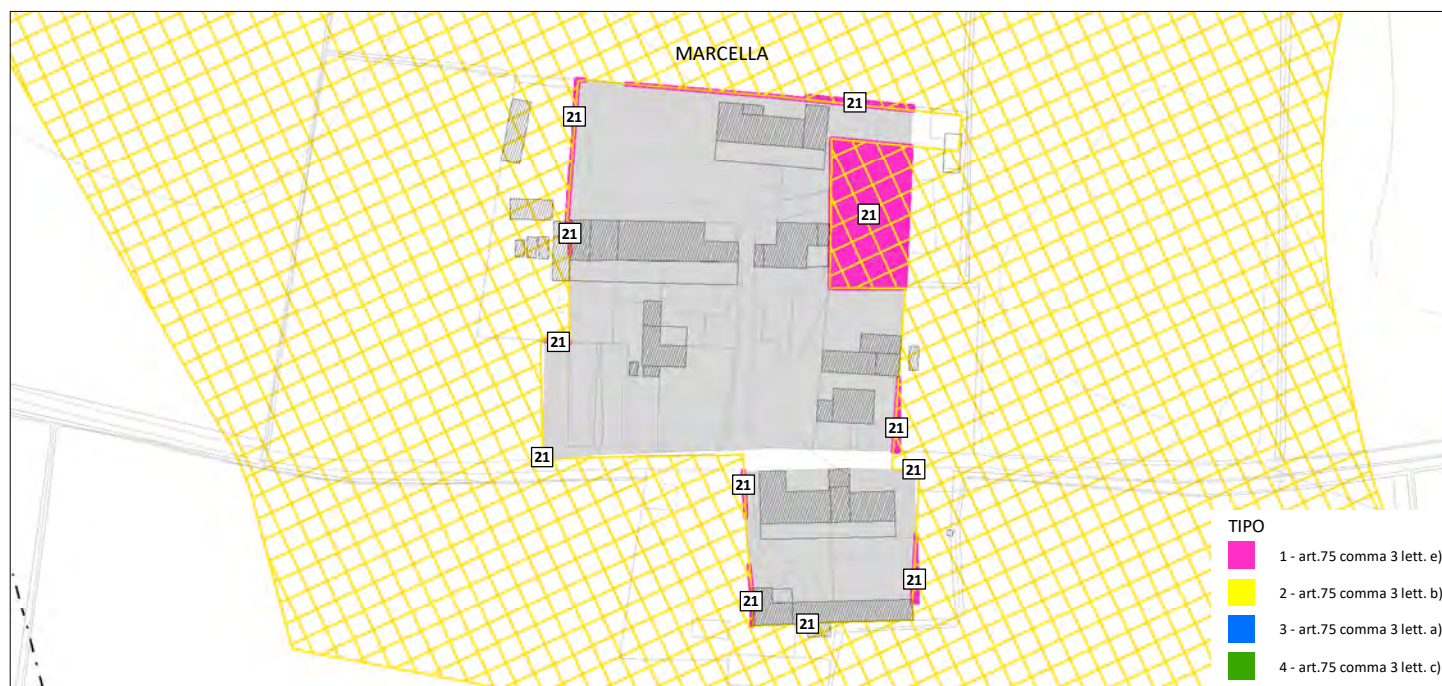 MARCELLA
21
21
21
21
21
21
21
21
21
21
21
21
TIPO
1 - art.75 comma 3 lett. e)
2 - art.75 comma 3 lett. b)
3 - art.75 comma 3 lett. a)
4 - art.75 comma 3 lett. c)